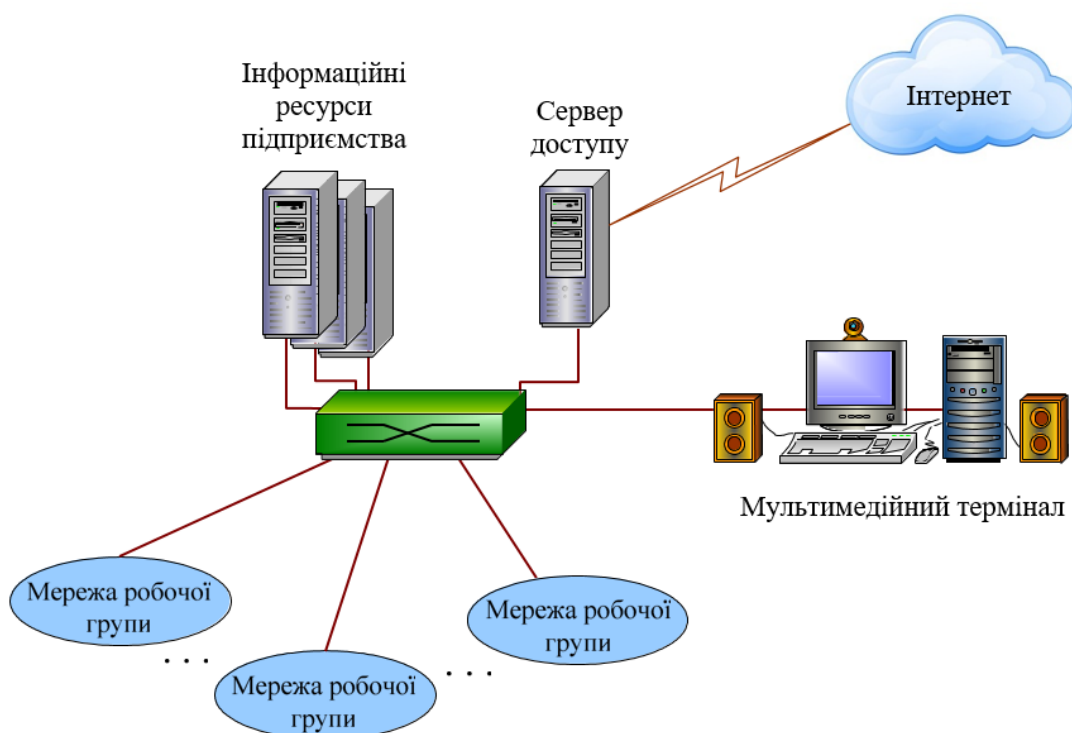 Інформаційні
ресурси
підприємства
Сервер
доступу
Інтернет
Мультимедійний термінал
Мережа робочої
групи
. . .
Мережа робочої
групи
. . .
Мережа робочої
групи